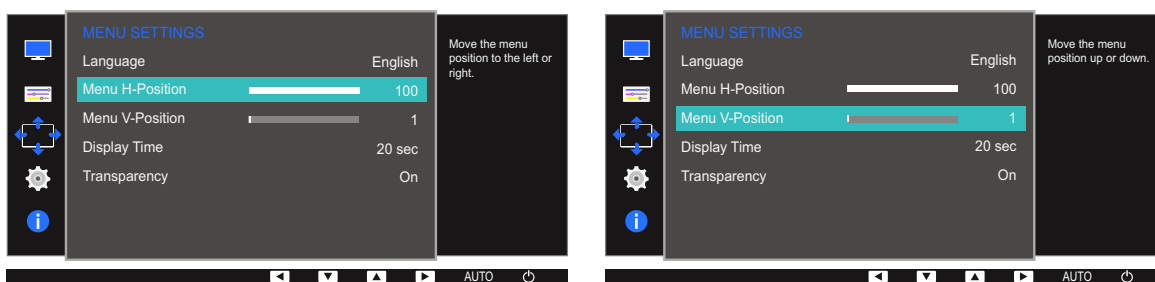 MENU SETTINGS
Language English
Menu H-Position 100
Menu V-Position 1
Display Time 20 sec
Transparency On
Move the menu
position to the left or
right.
AUTO
MENU SETTINGS
Language English
Menu H-Position 100
Menu V-Position 1
Display Time 20 sec
Transparency On
Move the menu
position up or down.
AUTO